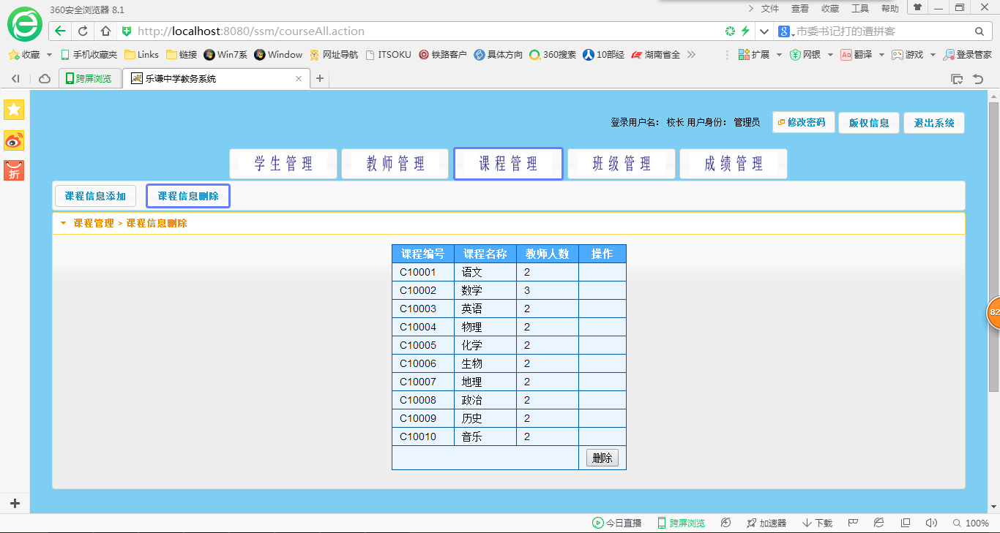 360安全浏览器 8.1
文件 查看 收藏 工具 帮助
http://localhost:8080/ssm/courseAll.action
市委书记打的遭拼客
收藏 手机收藏夹 Links 链接 Win7系 Window 网址导航 ITSOKU 铁路客户 具体方向 360搜索 10部经 湖南省全 扩展 网银 翻译 游戏 登录管家
跨屏浏览 乐谦中学教务系统
登录用户名： 校长 用户身份： 管理员 修改密码 版权信息 退出系统
折
学生管理 教师管理 课程管理 班级管理 成绩管理
课程信息添加 课程信息删除
课程管理 > 课程信息删除
课程编号 课程名称 教师人数 操作
C10001 语文 2
C10002 数学 3
C10003 英语 2
C10004 物理 2
C10005 化学 2
C10006 生物 2
C10007 地理 2
C10008 政治 2
C10009 历史 2
C10010 音乐 2
删除
82
今日直播 跨屏浏览 加速器 下载 100%